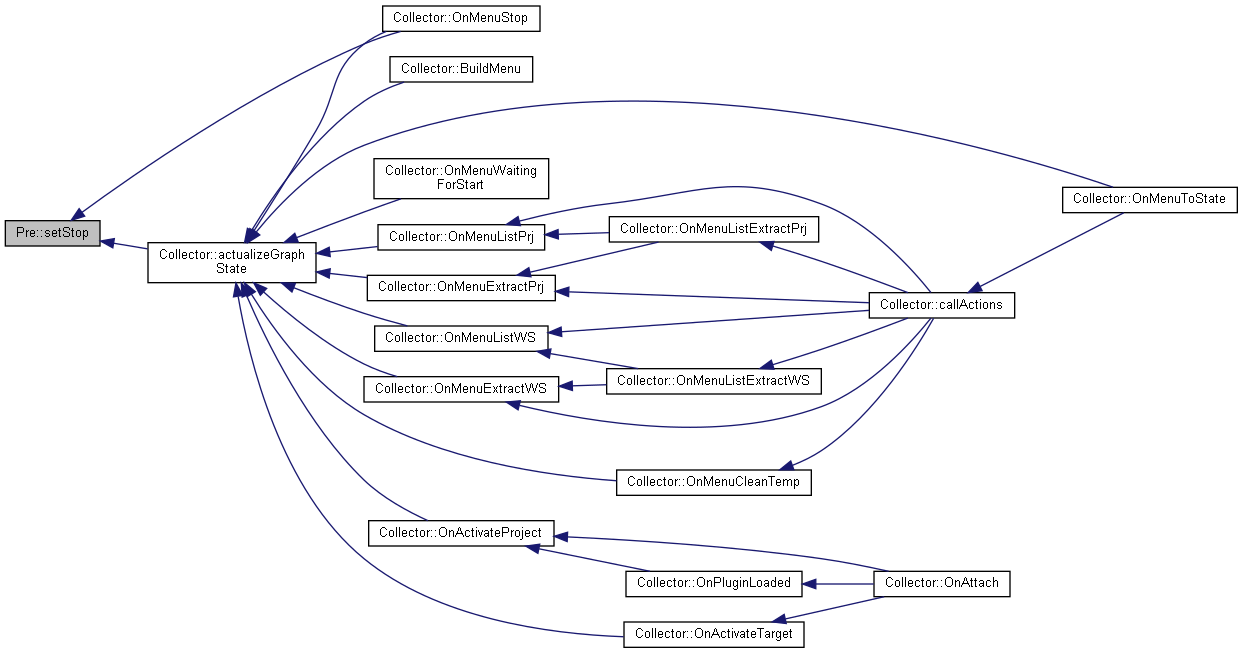 Collector::OnMenuStop
Collector::BuildMenu
Collector::OnMenuWaiting
ForStart
Collector::OnMenuToState
Pre::setStop
Collector::actualizeGraph
State
Collector::OnMenuListPrj
Collector::OnMenuListExtractPrj
Collector::OnMenuExtractPrj
Collector::callActions
Collector::OnMenuListWS
Collector::OnMenuExtractWS
Collector::OnMenuListExtractWS
Collector::OnMenuCleanTemp
Collector::OnActivateProject
Collector::OnPluginLoaded
Collector::OnAttach
Collector::OnActivateTarget